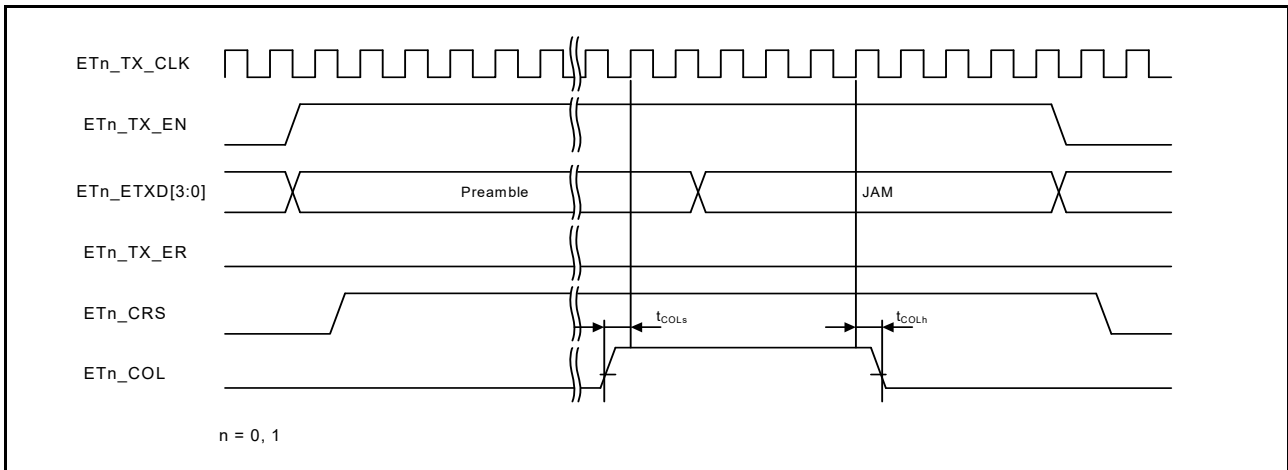 ETn_TX_CLK
ETn_TX_EN
ETn_ETXD[3:0]
Preamble
JAM
ETn_TX_ER
ETn_CRS
tCOLs
tCOLh
ETn_COL
n = 0, 1